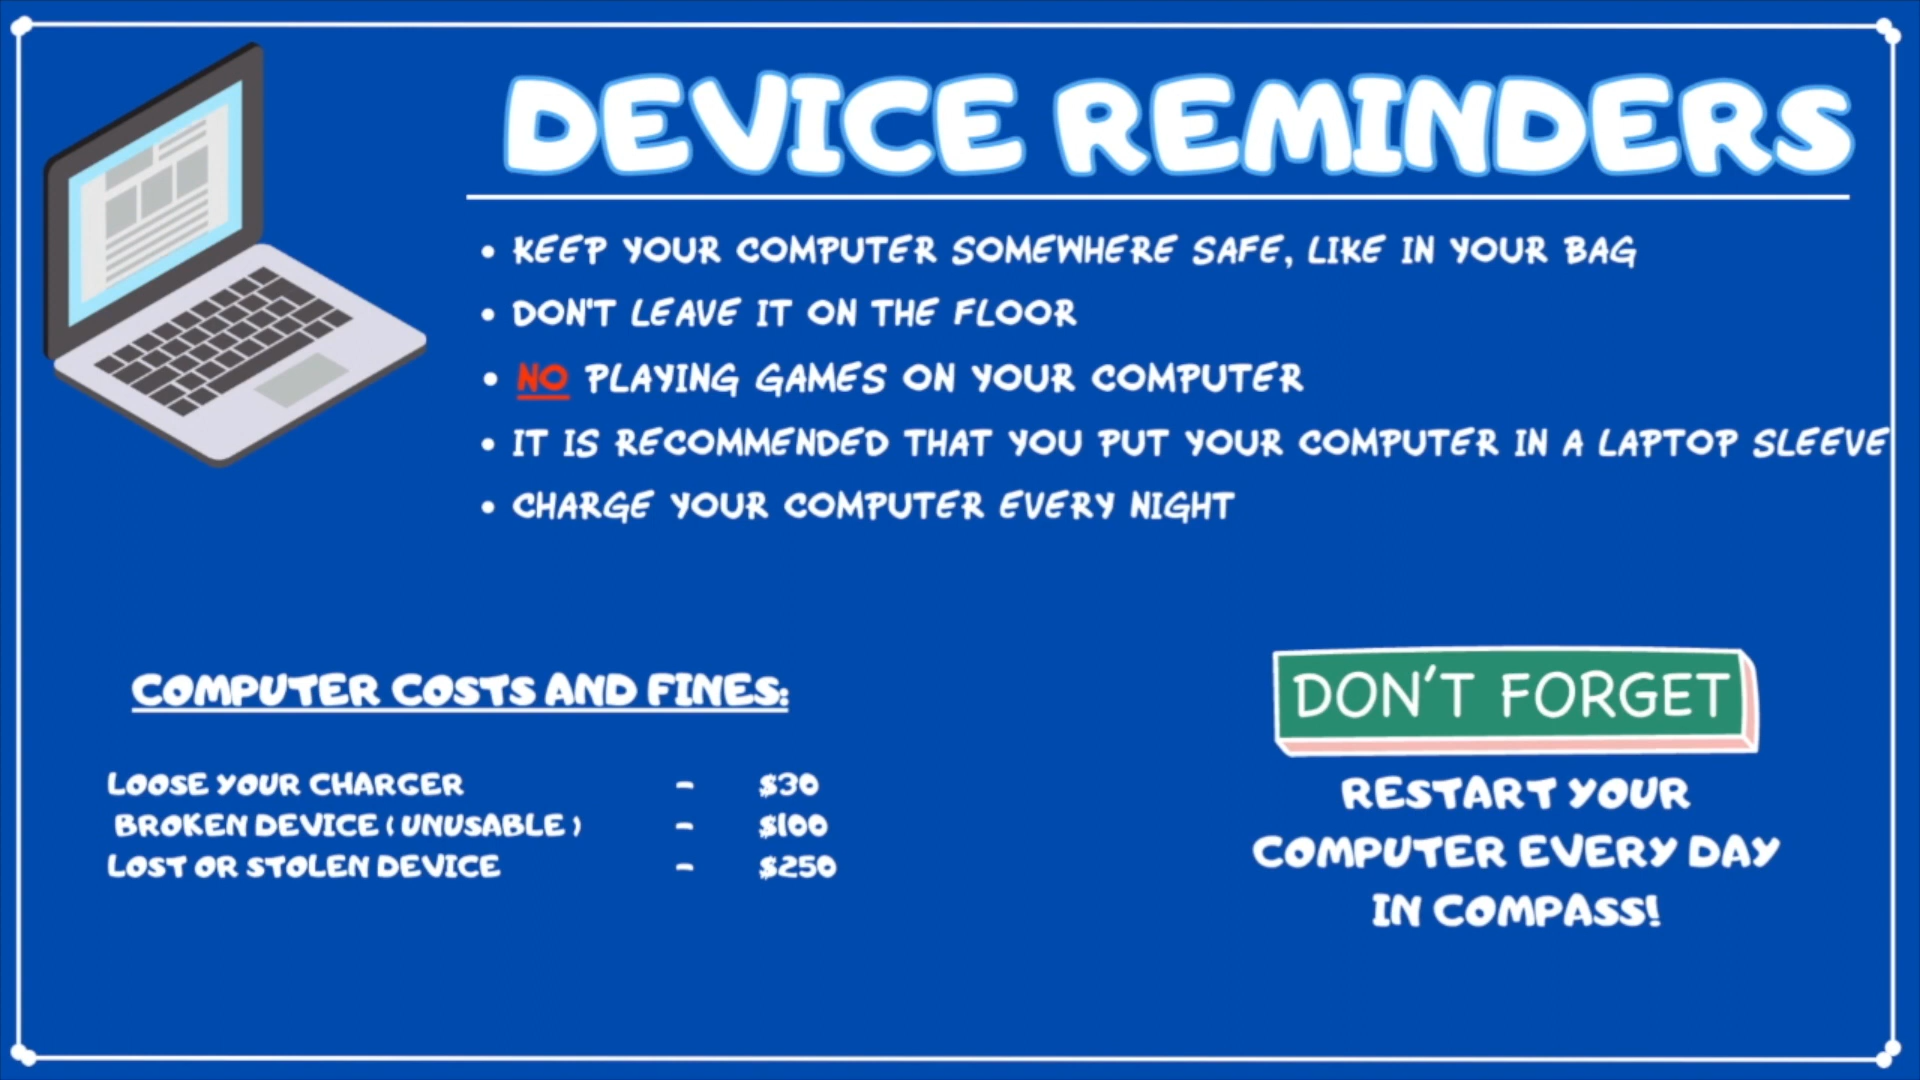 DEVICE REMINDERS
• KEEP YOUR COMPUTER SOMEWHERE SAFE, LIKE IN YOUR BAG
• DON'T LEAVE IT ON THE FLOOR
• NO PLAYING GAMES ON YOUR COMPUTER
• IT IS RECOMMENDED THAT YOU PUT YOUR COMPUTER IN A LAPTOP SLEEVE
• CHARGE YOUR COMPUTER EVERY NIGHT
COMPUTER COSTS AND FINES:
LOOSE YOUR CHARGER - $30
BROKEN DEVICE (UNUSABLE) - $100
LOST OR STOLEN DEVICE - $250
DON'T FORGET
RESTART YOUR
COMPUTER EVERY DAY
IN COMPASS!